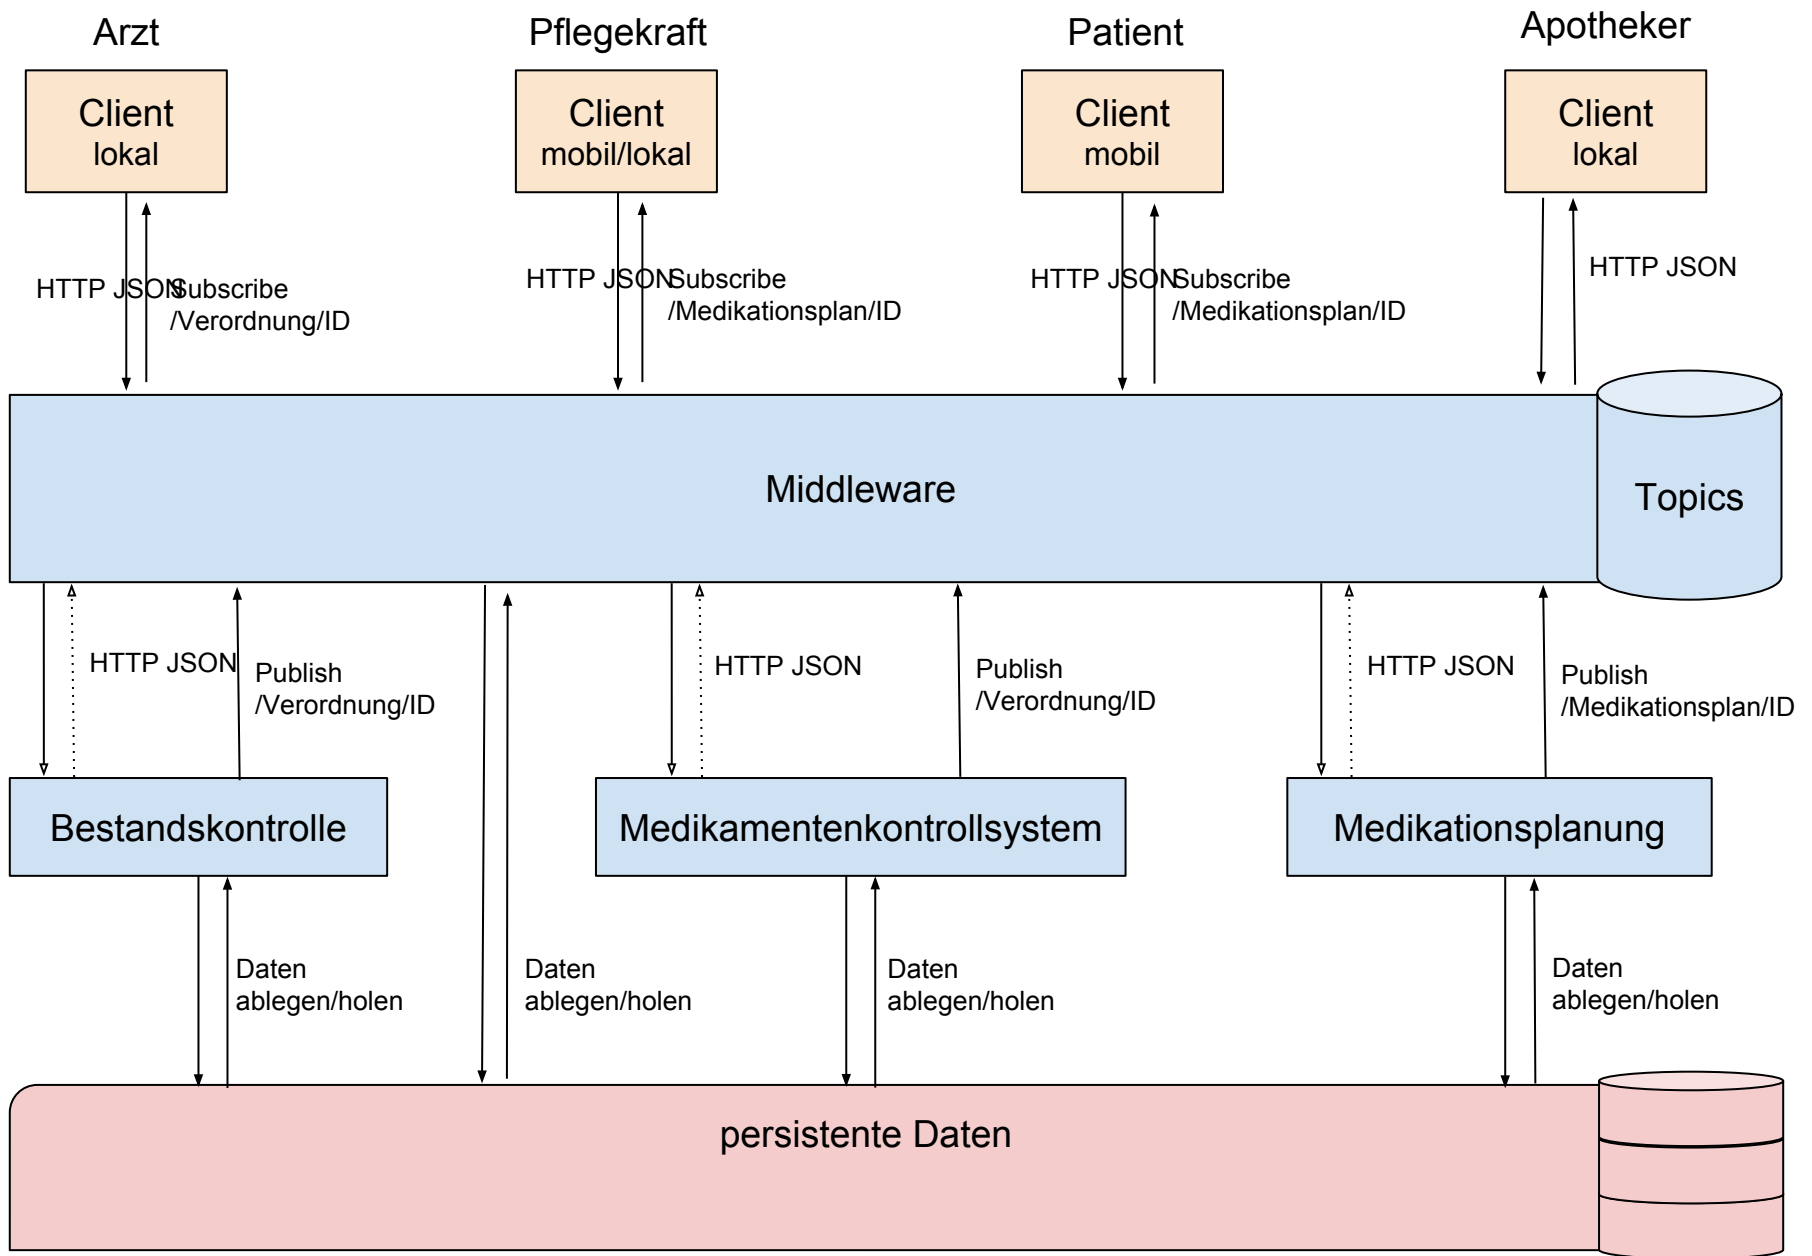 Arzt
Pflegekraft
Patient
Apotheker
Client
lokal
Client
mobil/lokal
Client
mobil
Client
lokal
HTTP JSON
Subscribe
/Verordnung/ID
HTTP JSON
Subscribe
/Medikationsplan/ID
HTTP JSON
Subscribe
/Medikationsplan/ID
HTTP JSON
Middleware
Topics
HTTP JSON
Publish
/Verordnung/ID
HTTP JSON
Publish
/Verordnung/ID
HTTP JSON
Publish
/Medikationsplan/ID
Bestandskontrolle
Medikamentenkontrollsystem
Medikationsplanung
Daten
ablegen/holen
Daten
ablegen/holen
Daten
ablegen/holen
Daten
ablegen/holen
persistente Daten